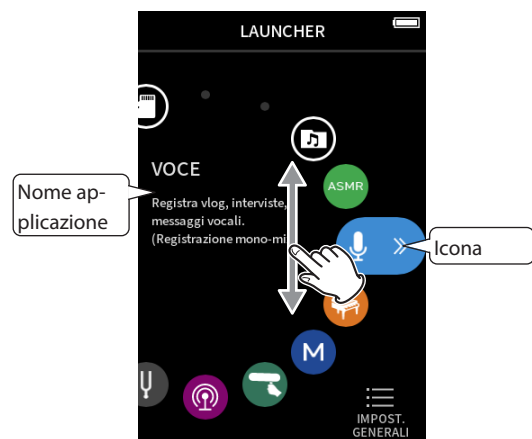 LAUNCHER
VOCE
Nome ap-
plicazione
Registra vlog, interviste,
messaggi vocali.
(Registrazione mono-mi
ASMR
Icona
M
IMPOST.
GENERALI